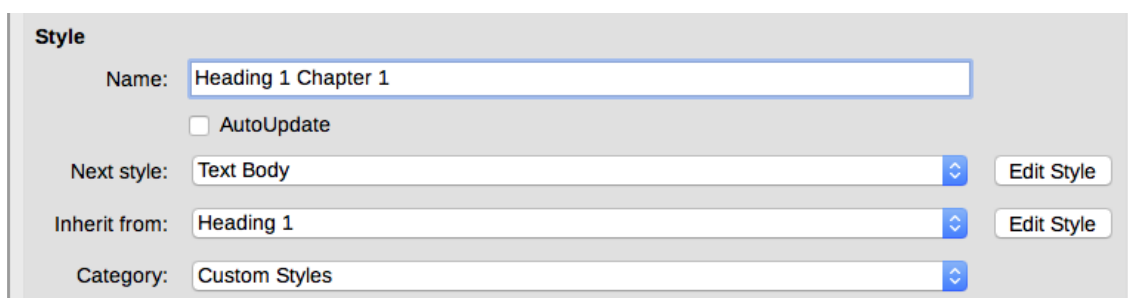 Style
Name: Heading 1 Chapter 1
AutoUpdate
Next style: Text Body Edit Style
Inherit from: Heading 1 Edit Style
Category: Custom Styles